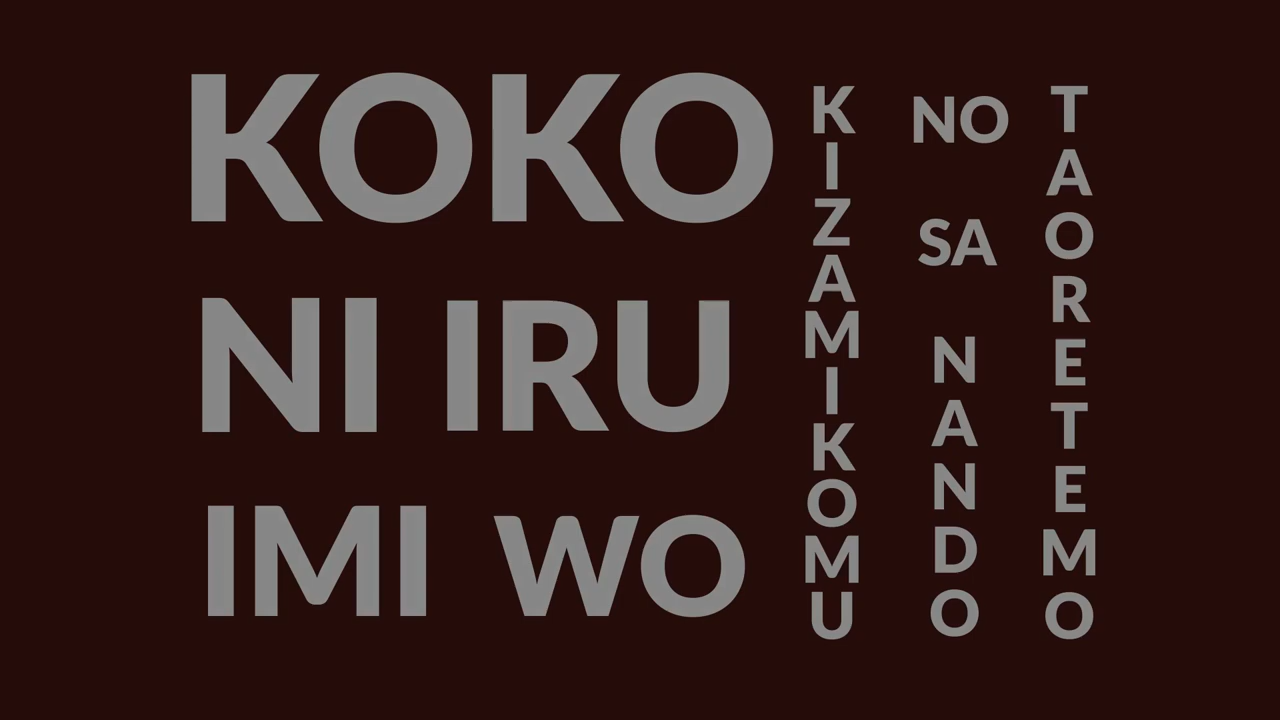 KOKO
NI IRU
IMI WO
KIZAMIKOMU
NO SA NANDO
TAORETEMO